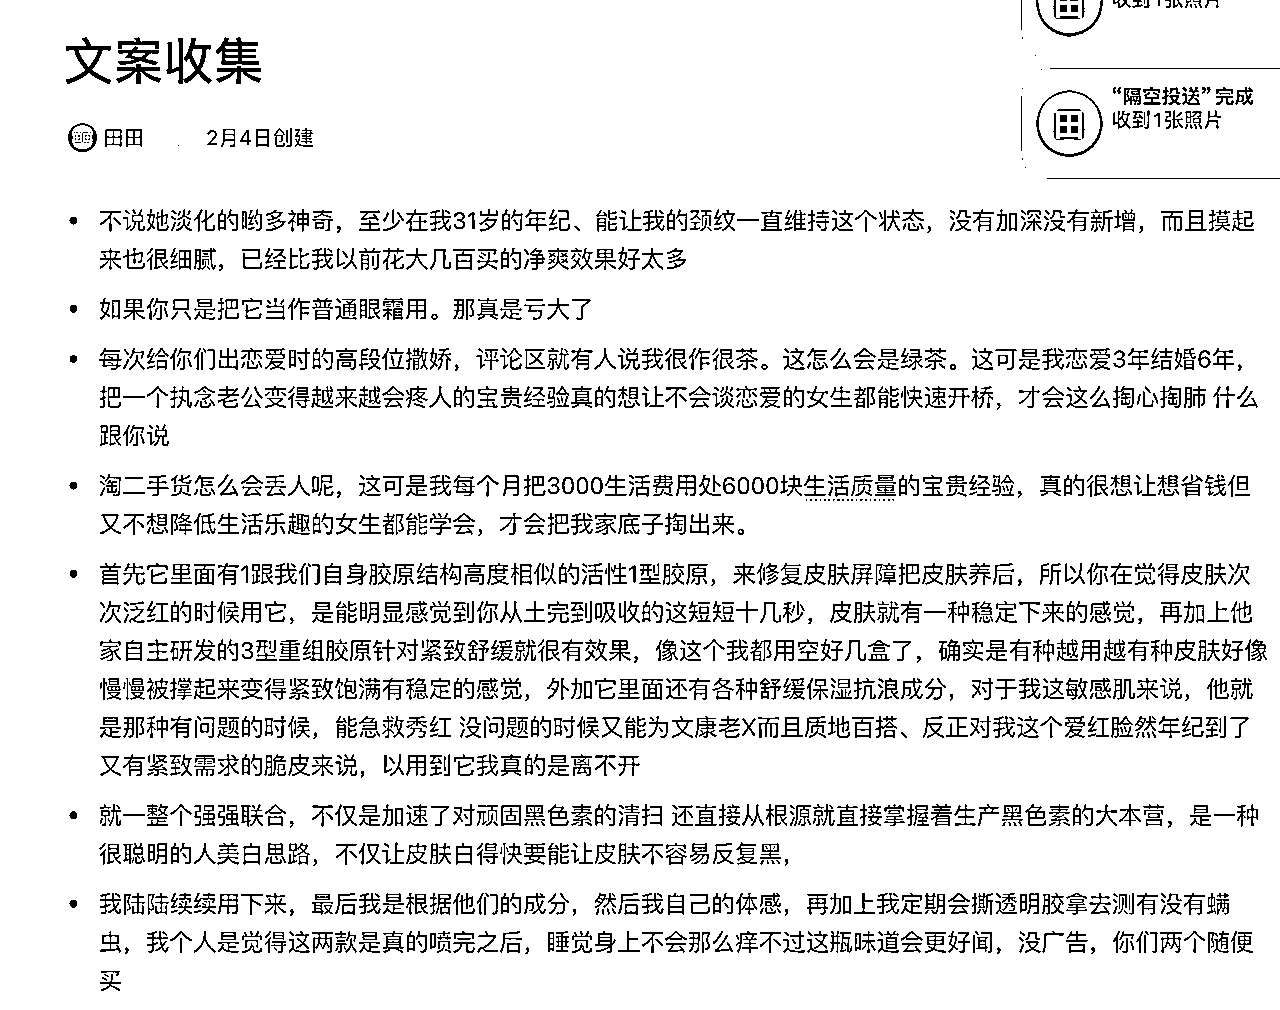 收到1张照片
文案收集
“隔空投送”完成
收到1张照片
田田 2月4日创建
不说她淡化的哟多神奇，至少在我31岁的年纪、能让我的颈纹一直维持这个状态，没有加深没有新增，而且摸起
来也很细腻，已经比我以前花大几百买的净爽效果好太多
如果你只是把它当作普通眼霜用。那真是亏大了
每次给你们出恋爱时的高段位撒娇，评论区就有人说我很作很茶。这怎么会是绿茶。这可是我恋爱3年结婚6年，
把一个执念老公变得越来越会疼人的宝贵经验真的想让不会谈恋爱的女生都能快速开桥，才会这么掏心掏肺 什么
跟你说
淘二手货怎么会丢人呢，这可是我每个月把3000生活费用处6000块生活质量的宝贵经验，真的很想让想省钱但
又不想降低生活乐趣的女生都能学会，才会把我家底子掏出来。
首先它里面有1跟我们自身胶原结构高度相似的活性1型胶原，来修复皮肤屏障把皮肤养后，所以你在觉得皮肤次
次泛红的时候用它，是能明显感觉到你从土完到吸收的这短短十几秒，皮肤就有一种稳定下来的感觉，再加上他
家自主研发的3型重组胶原针对紧致舒缓就很有效果，像这个我都用空好几盒了，确实是有种越用越有种皮肤好像
慢慢被撑起来变得紧致饱满有稳定的感觉，外加它里面还有各种舒缓保湿抗浪成分，对于我这敏感肌来说，他就
是那种有问题的时候，能急救秀红 没问题的时候又能为文康老X而且质地百搭、反正对我这个爱红脸然年纪到了
又有紧致需求的脆皮来说，以用到它我真的是离不开
就一整个强强联合，不仅是加速了对顽固黑色素的清扫 还直接从根源就直接掌握着生产黑色素的大本营，是一种
很聪明的人美白思路，不仅让皮肤白得快要能让皮肤不容易反复黑，
我陆陆续续用下来，最后我是根据他们的成分，然后我自己的体感，再加上我定期会撕透明胶拿去测有没有螨
虫，我个人是觉得这两款是真的喷完之后，睡觉身上不会那么痒不过这瓶味道会更好闻，没广告，你们两个随便
买